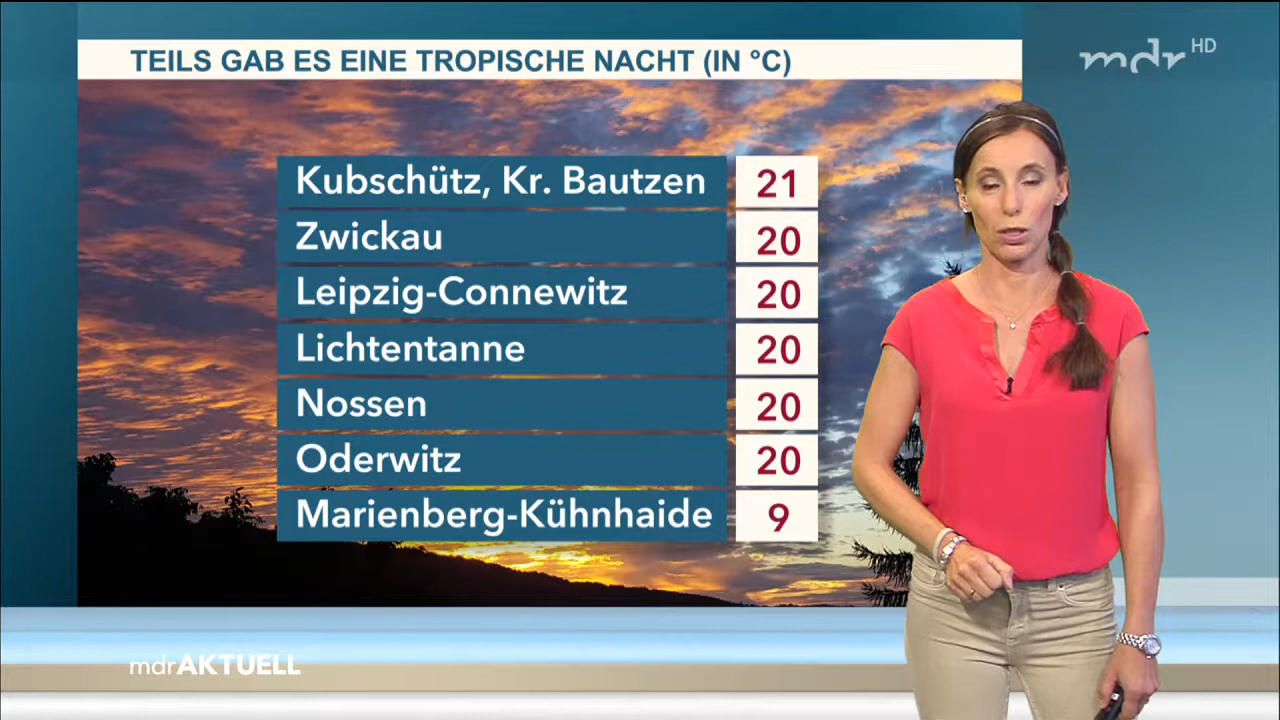 TEILS GAB ES EINE TROPISCHE NACHT (IN °C)
mdr HD
Kubschütz, Kr. Bautzen 21
Zwickau 20
Leipzig-Connewitz 20
Lichtentanne 20
Nossen 20
Oderwitz 20
Marienberg-Kühnhaide 9
mdrAKTUELL